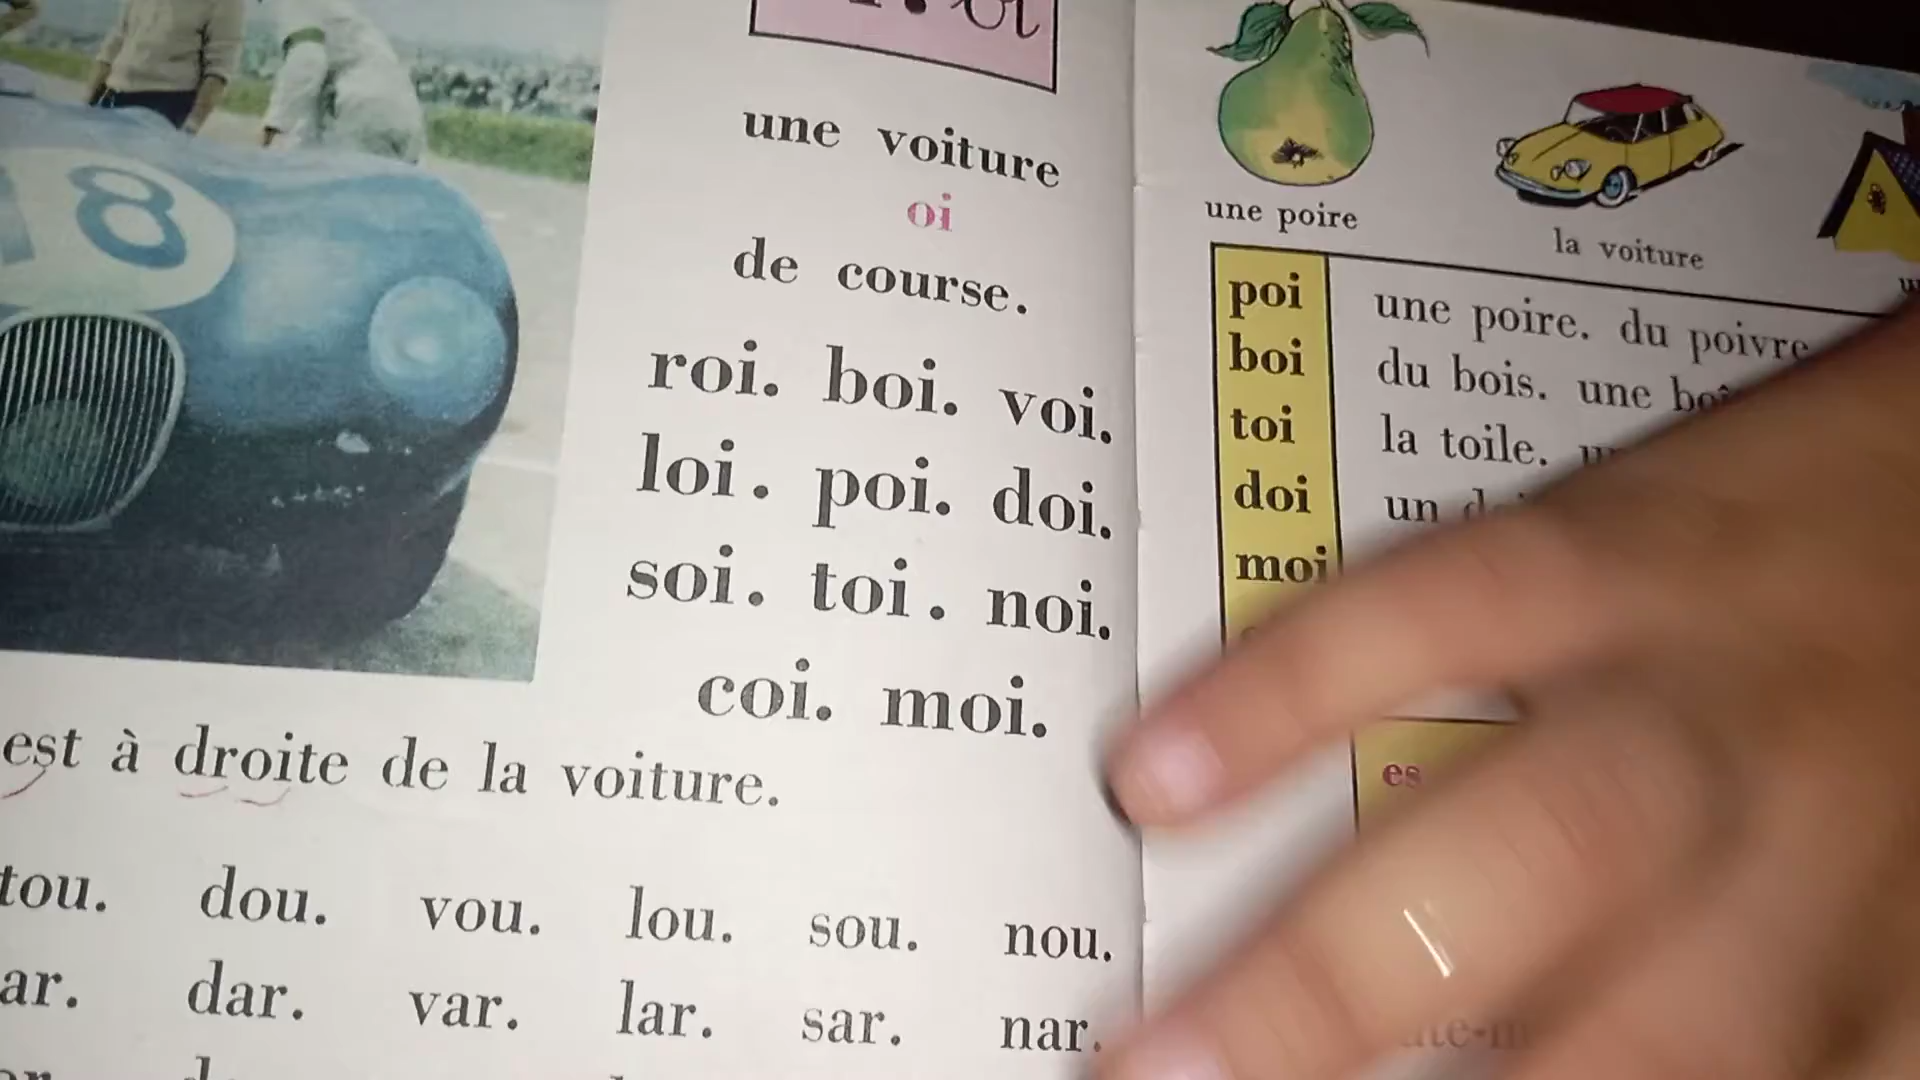 oi
une voiture
oi
de course.
18
roi. boi. voi.
loi. poi. doi.
soi. toi. noi.
coi. moi.
est à droite de la voiture.
tou. dou. vou. lou. sou. nou.
ar. dar. var. lar. sar. nar.
une poire
la voiture
poi une poire. du poivre
boi du bois. une
toi la toile.
doi un
moi
es